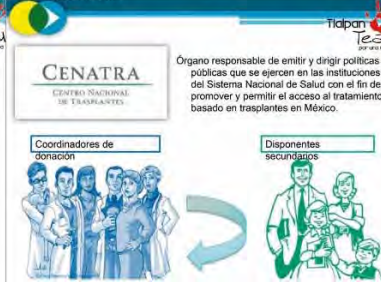 Tlalpan
CENATRA
CENTRO NACIONAL
DE TRASPLANTES
Órgano responsable de emitir y dirigir políticas
públicas que se ejercen en las instituciones
del Sistema Nacional de Salud con el fin de
promover y permitir el acceso al tratamiento
basado en trasplantes en México.
Coordinadores de
donación
Disponentes
secundarios